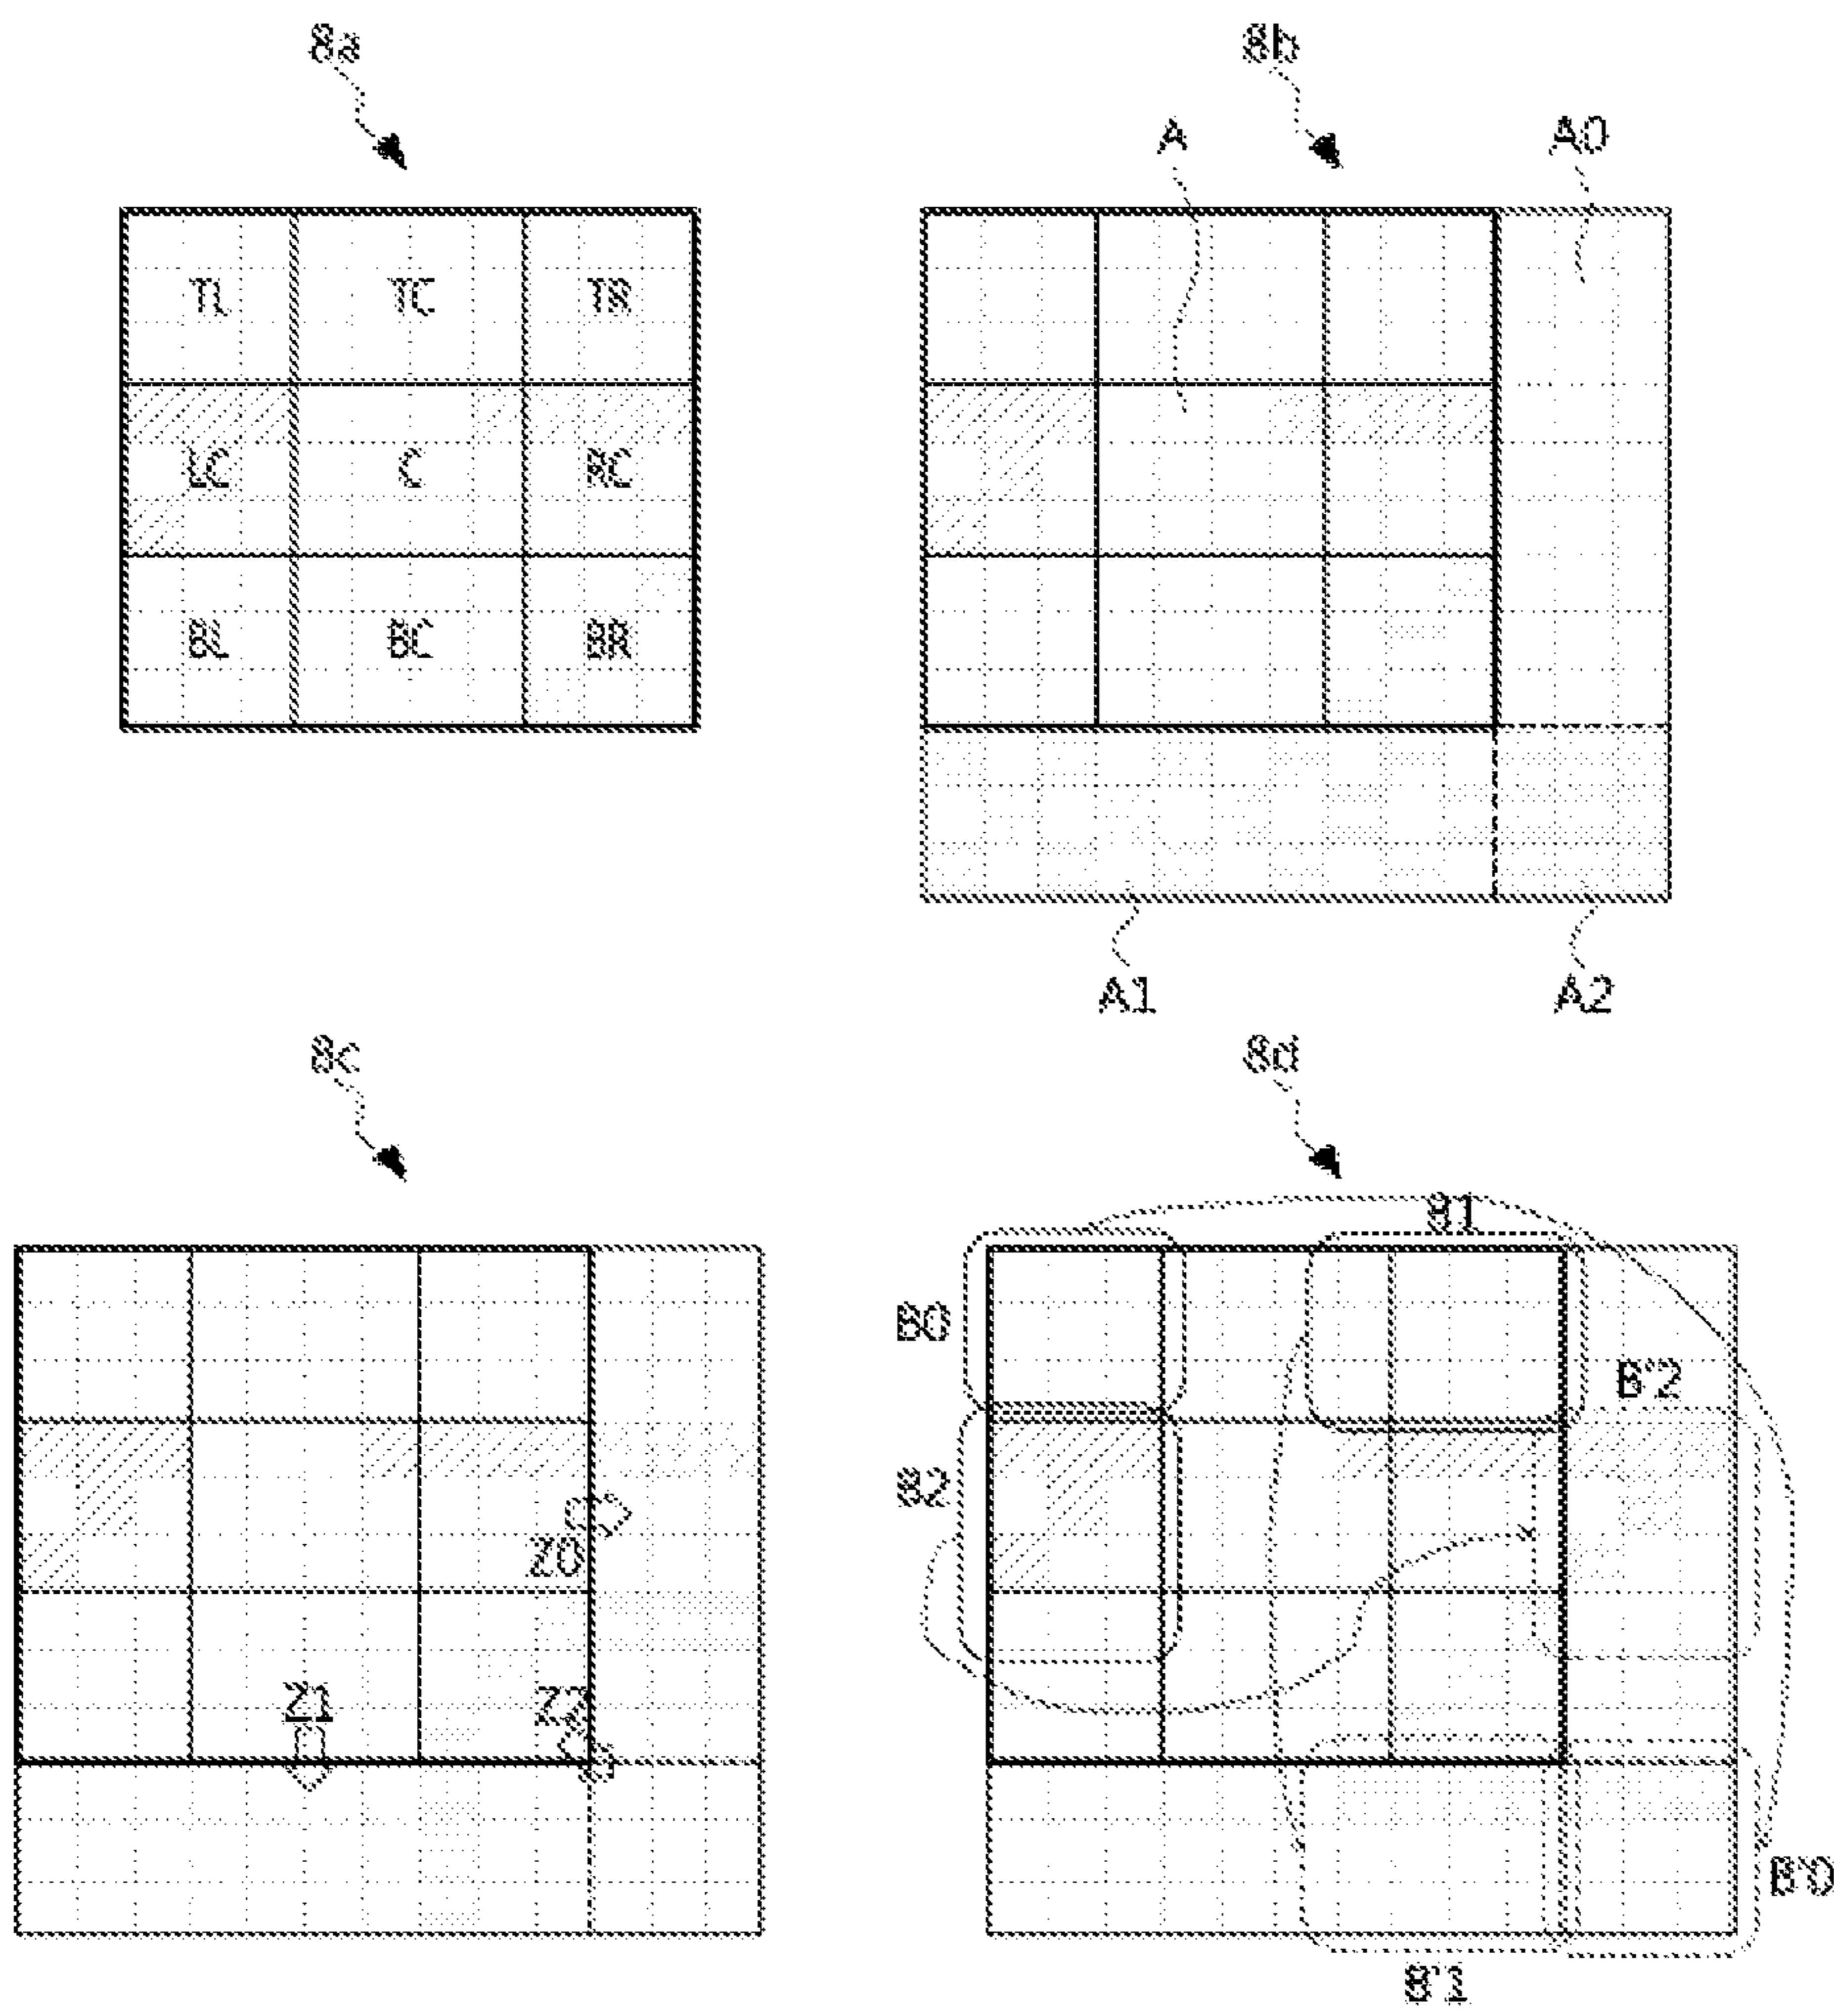 8a
8b
A
A0
TL TC TR
LC C RC
BL BC BR
A1
A2
8c
8d
B1
B0
B'2
B2
Z0
Z1
Z2
B'0
B'1